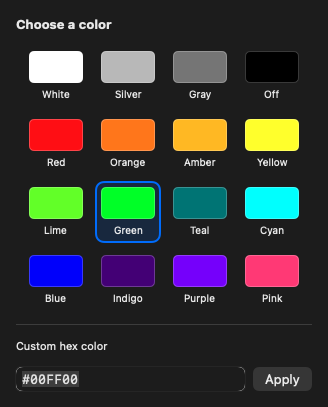 Choose a color
White Silver Gray Off
Red Orange Amber Yellow
Lime Green Teal Cyan
Blue Indigo Purple Pink
Custom hex color
#00FF00 Apply